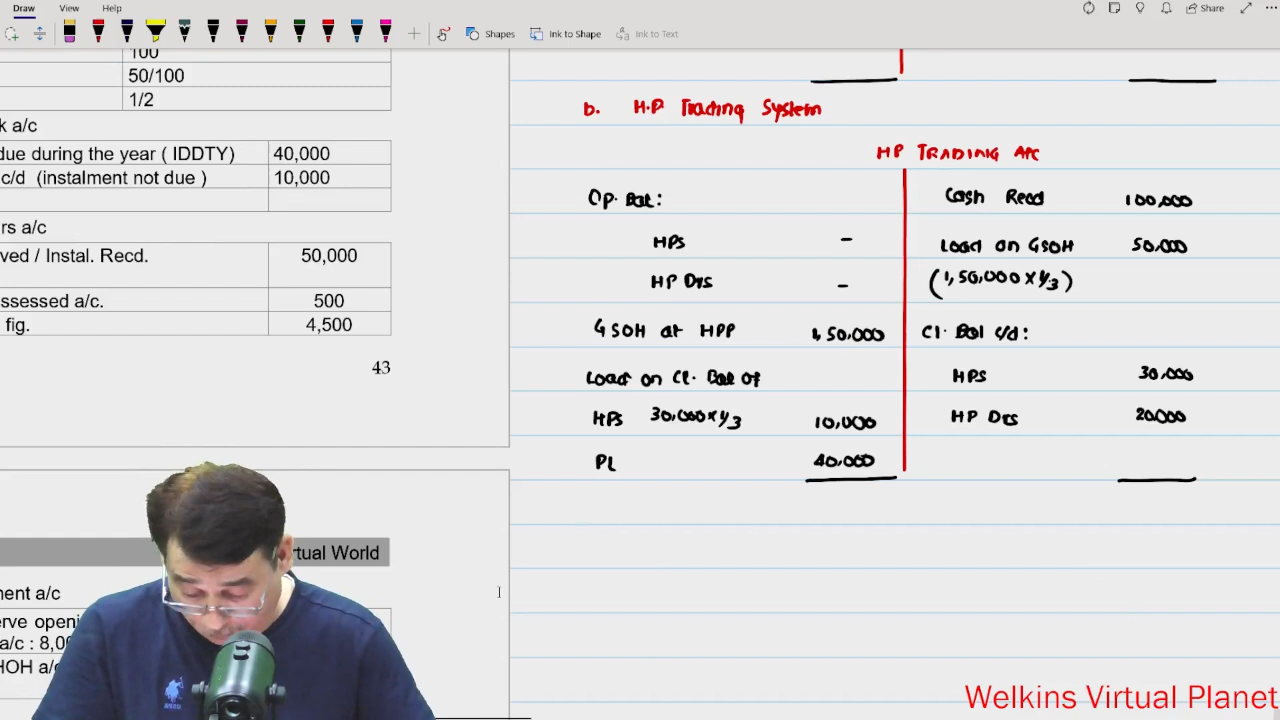 Draw View Help
Share
Shapes Ink to Shape Ink to Text
100
50/100
1/2
k a/c
due during the year ( IDDTY) 40,000
c/d (instalment not due ) 10,000
rs a/c
ved / Instal. Recd. 50,000
ssessed a/c. 500
fig. 4,500
43
rtual World
ment a/c
erve openi
a/c : 8,00
HOH a/c
b. H.P Trading System
HP TRADING A/C
Op. Bal:
HPS -
HP Drs -
GSOH at HPP 1,50,000
Load on Cl. Bal of
HPS 30,000 x 1/3 10,000
PL 40,000
Cash Recd 100,000
Load on GSOH 50,000
(1,50,000 x 1/3)
Cl. Bal c/d:
HPS 30,000
HP Drs 20,000
Welkins Virtual Planet